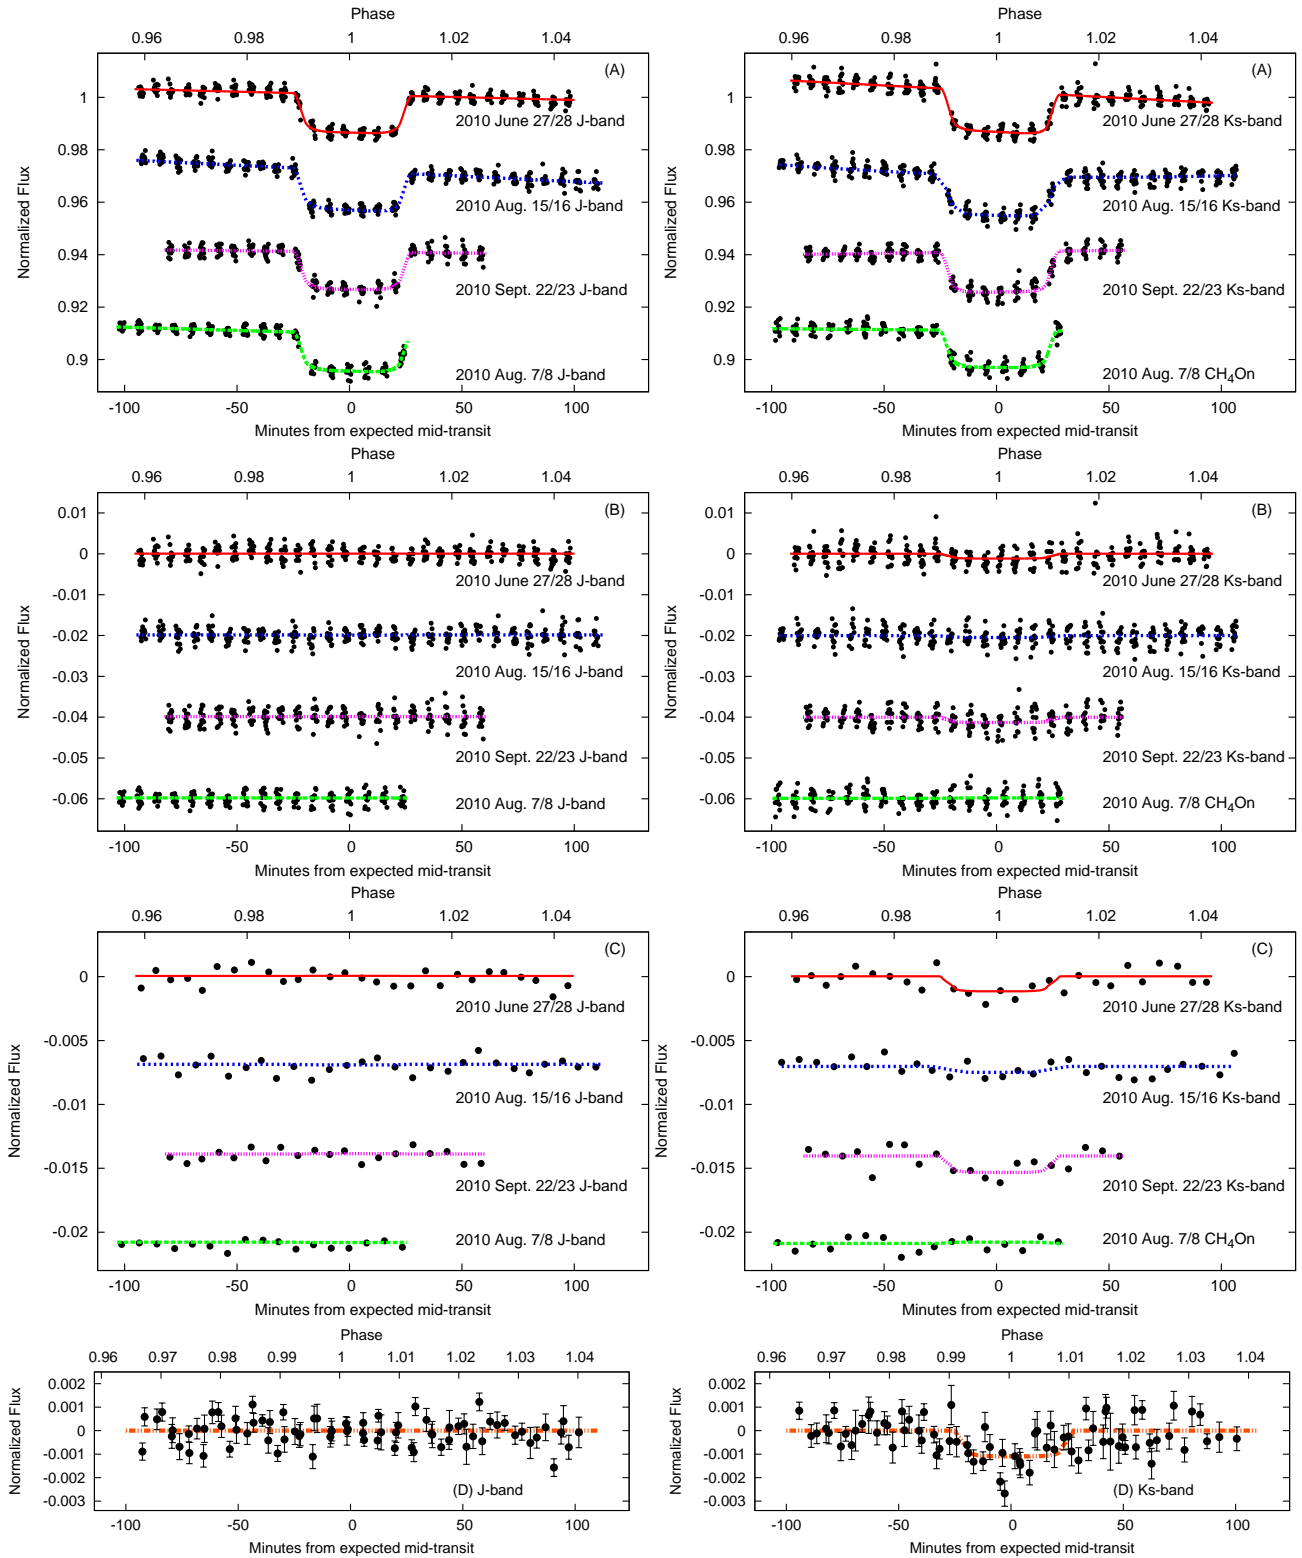 Phase
0.96 0.98 1 1.02 1.04
Normalized Flux
1
0.98
0.96
0.94
0.92
0.9
(A)
2010 June 27/28 J-band
2010 Aug. 15/16 J-band
2010 Sept. 22/23 J-band
2010 Aug. 7/8 J-band
-100 -50 0 50 100
Minutes from expected mid-transit
Phase
0.96 0.98 1 1.02 1.04
Normalized Flux
1
0.98
0.96
0.94
0.92
0.9
(A)
2010 June 27/28 Ks-band
2010 Aug. 15/16 Ks-band
2010 Sept. 22/23 Ks-band
2010 Aug. 7/8 CH4On
-100 -50 0 50 100
Minutes from expected mid-transit
Phase
0.96 0.98 1 1.02 1.04
Normalized Flux
0.01
0
-0.01
-0.02
-0.03
-0.04
-0.05
-0.06
(B)
2010 June 27/28 J-band
2010 Aug. 15/16 J-band
2010 Sept. 22/23 J-band
2010 Aug. 7/8 J-band
-100 -50 0 50 100
Minutes from expected mid-transit
Phase
0.96 0.98 1 1.02 1.04
Normalized Flux
0.01
0
-0.01
-0.02
-0.03
-0.04
-0.05
-0.06
(B)
2010 June 27/28 Ks-band
2010 Aug. 15/16 Ks-band
2010 Sept. 22/23 Ks-band
2010 Aug. 7/8 CH4On
-100 -50 0 50 100
Minutes from expected mid-transit
Phase
0.96 0.98 1 1.02 1.04
Normalized Flux
0
-0.005
-0.01
-0.015
-0.02
(C)
2010 June 27/28 J-band
2010 Aug. 15/16 J-band
2010 Sept. 22/23 J-band
2010 Aug. 7/8 J-band
-100 -50 0 50 100
Minutes from expected mid-transit
Phase
0.96 0.98 1 1.02 1.04
Normalized Flux
0
-0.005
-0.01
-0.015
-0.02
(C)
2010 June 27/28 Ks-band
2010 Aug. 15/16 Ks-band
2010 Sept. 22/23 Ks-band
2010 Aug. 7/8 CH4On
-100 -50 0 50 100
Minutes from expected mid-transit
Phase
0.96 0.97 0.98 0.99 1 1.01 1.02 1.03 1.04
Normalized Flux
0.002
0.001
0
-0.001
-0.002
-0.003
(D) J-band
-100 -50 0 50 100
Minutes from expected mid-transit
Phase
0.96 0.97 0.98 0.99 1 1.01 1.02 1.03 1.04
Normalized Flux
0.002
0.001
0
-0.001
-0.002
-0.003
(D) Ks-band
-100 -50 0 50 100
Minutes from expected mid-transit